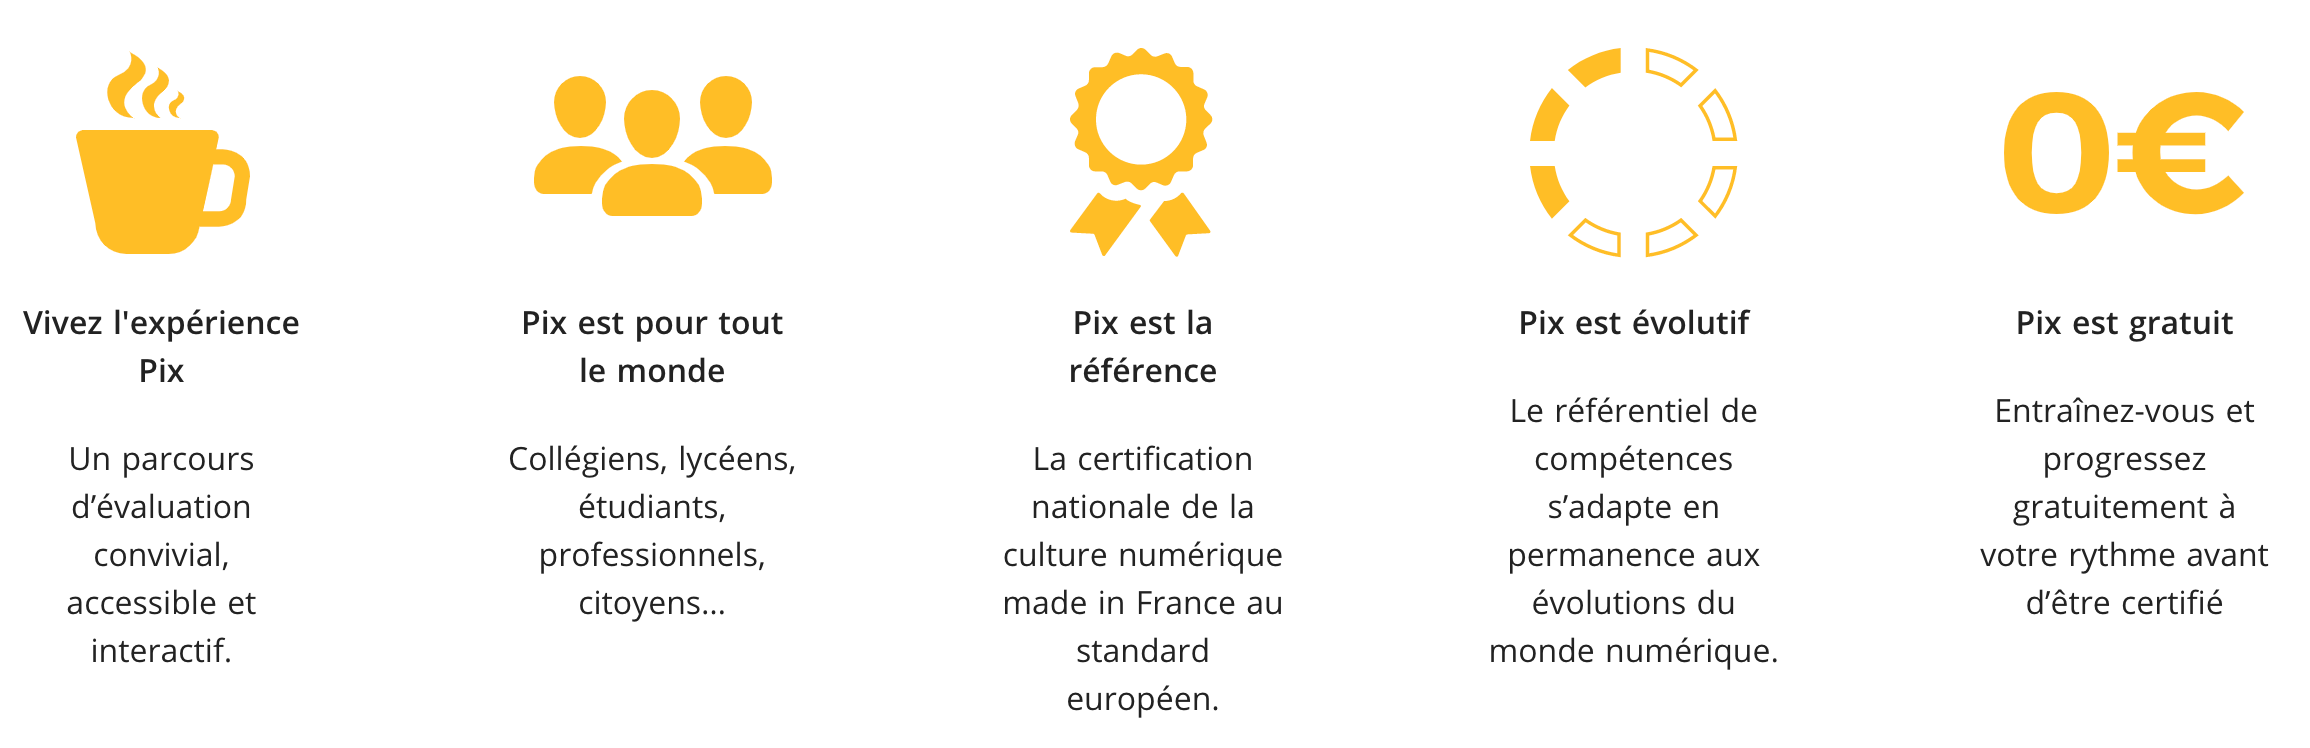 0€
Vivez l'expérience
Pix
Un parcours
d’évaluation
convivial,
accessible et
interactif.
Pix est pour tout
le monde
Collégiens, lycéens,
étudiants,
professionnels,
citoyens...
Pix est la
référence
La certification
nationale de la
culture numérique
made in France au
standard
européen.
Pix est évolutif
Le référentiel de
compétences
s’adapte en
permanence aux
évolutions du
monde numérique.
Pix est gratuit
Entraînez-vous et
progressez
gratuitement à
votre rythme avant
d’être certifié